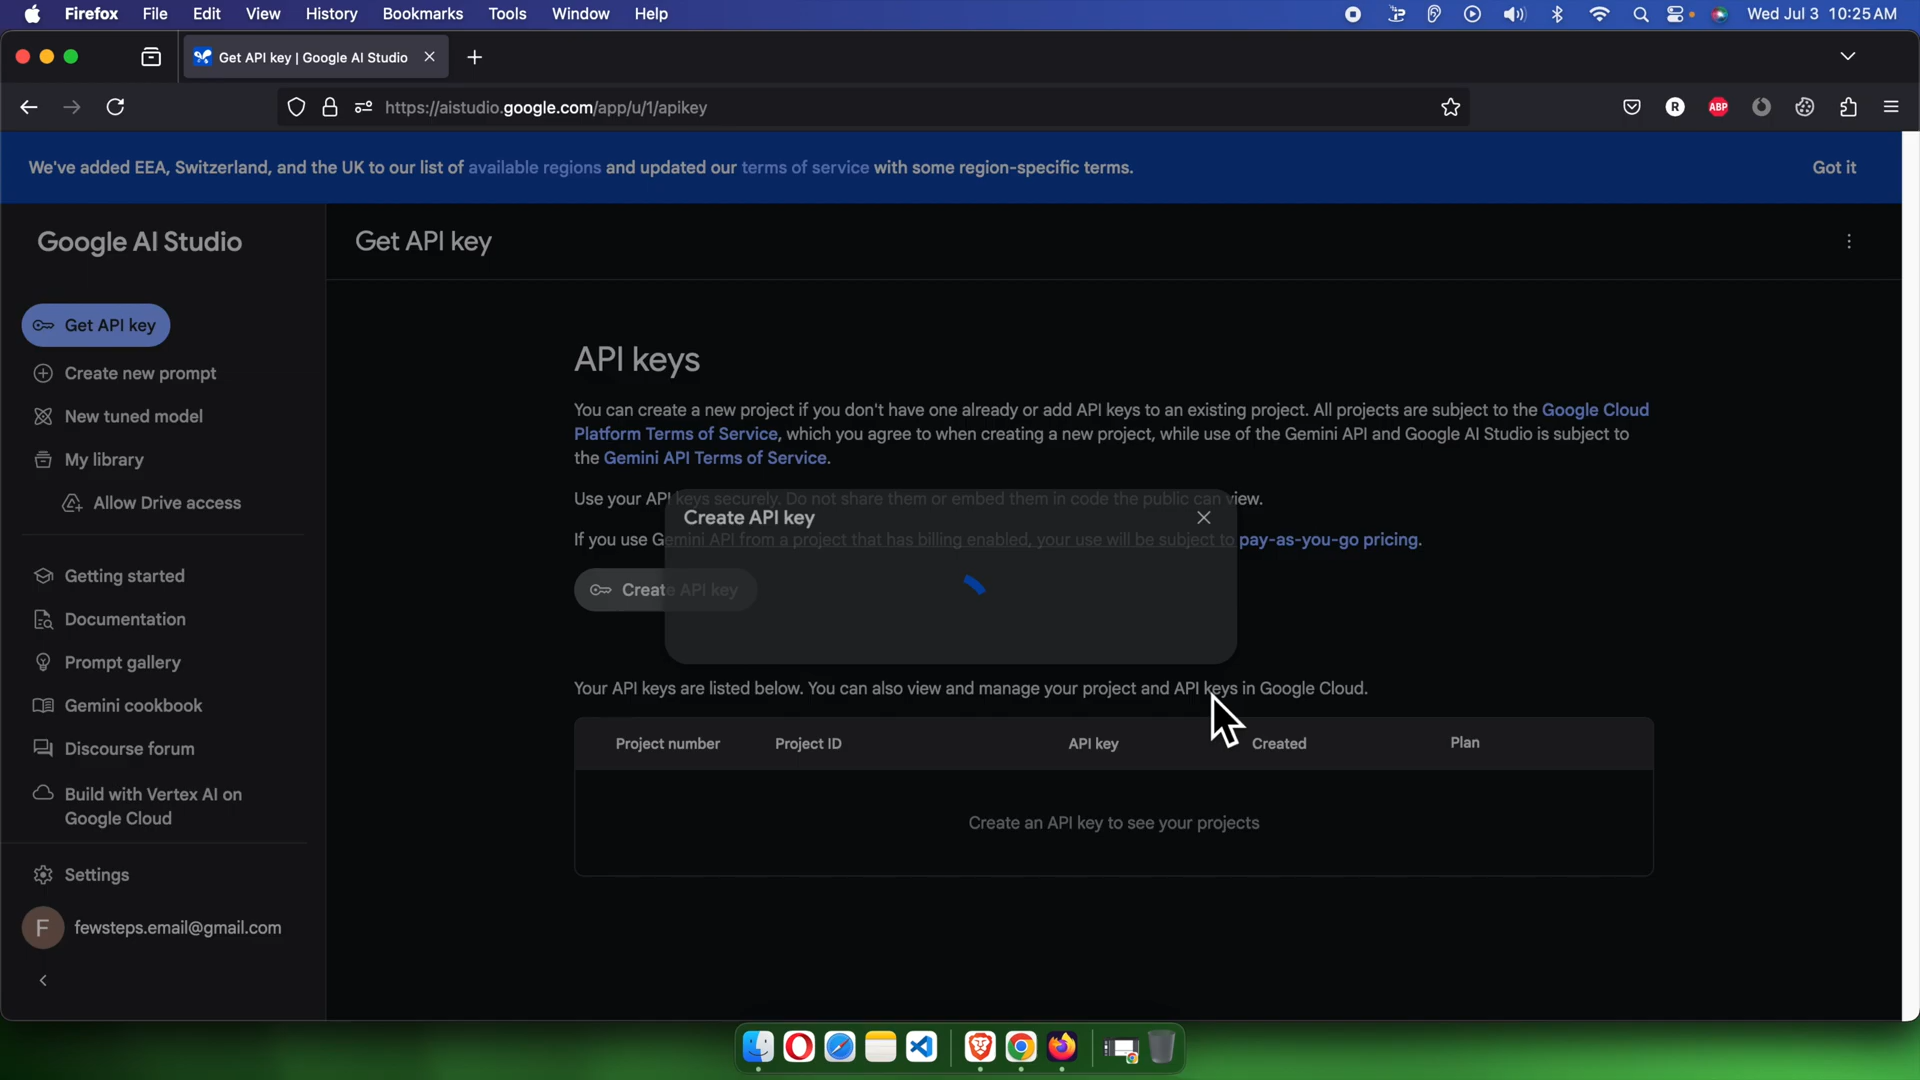 Firefox File Edit View History Bookmarks Tools Window Help Wed Jul 3 10:25 AM
Get API key | Google AI Studio
https://aistudio.google.com/app/u/1/apikey
R ABP
We've added EEA, Switzerland, and the UK to our list of available regions and updated our terms of service with some region-specific terms. Got it
Google AI Studio
Get API key
Get API key
Create new prompt
New tuned model
My library
Allow Drive access
Getting started
Documentation
Prompt gallery
Gemini cookbook
Discourse forum
Build with Vertex AI on
Google Cloud
Settings
F fewsteps.email@gmail.com
API keys
You can create a new project if you don't have one already or add API keys to an existing project. All projects are subject to the Google Cloud
Platform Terms of Service, which you agree to when creating a new project, while use of the Gemini API and Google AI Studio is subject to
the Gemini API Terms of Service.
Use your API keys securely. Do not share them or embed them in code the public can view.
Create API key
If you use Gemini API from a project that has billing enabled, your use will be subject to pay-as-you-go pricing.
Create API key
Your API keys are listed below. You can also view and manage your project and API keys in Google Cloud.
Project number Project ID API key Created Plan
Create an API key to see your projects